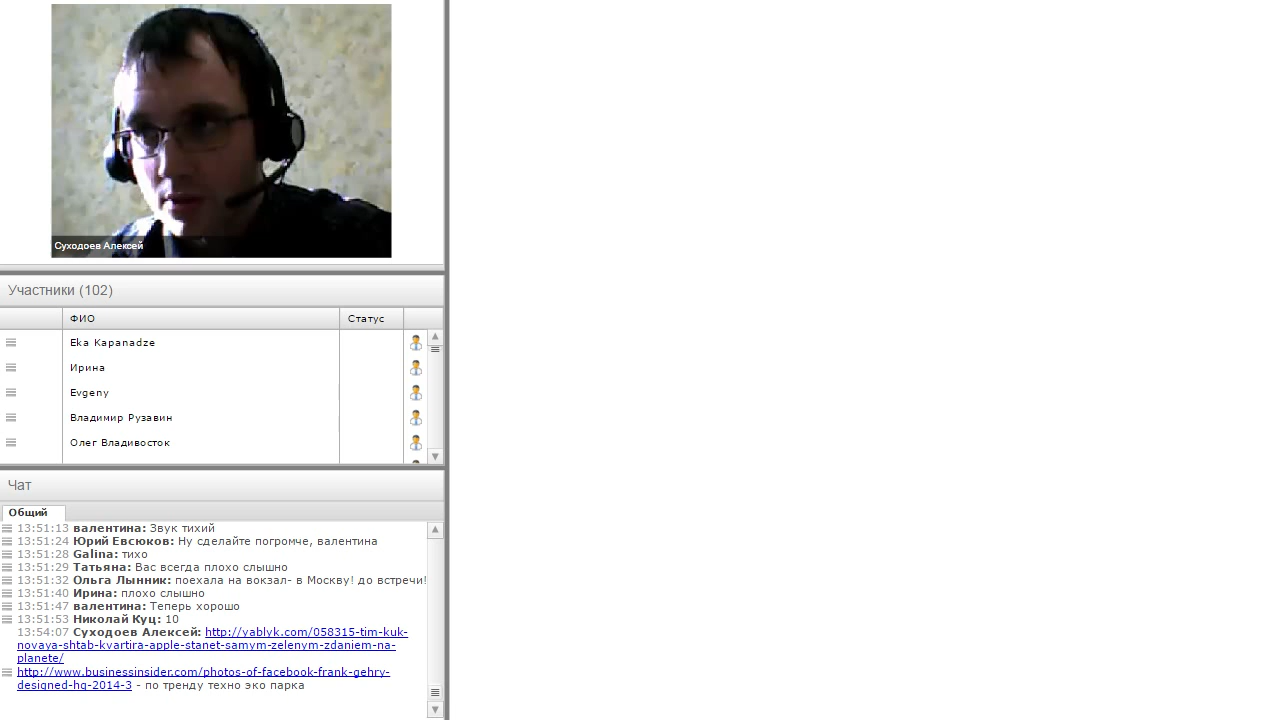 Суходоев Алексей
Участники (102)
ФИО Статус
Eka Kapanadze
Ирина
Evgeny
Владимир Рузавин
Олег Владивосток
Чат
Общий
13:51:13 валентина: Звук тихий
13:51:24 Юрий Евсюков: Ну сделайте погромче, валентина
13:51:28 Galina: тихо
13:51:29 Татьяна: Вас всегда плохо слышно
13:51:32 Ольга Лынник: поехала на вокзал- в Москву! до встречи!
13:51:40 Ирина: плохо слышно
13:51:47 валентина: Теперь хорошо
13:51:53 Николай Куц: 10
13:54:07 Суходоев Алексей: http://yablyk.com/058315-tim-kuk-
novaya-shtab-kvartira-apple-stanet-samym-zelenym-zdaniem-na-
planete/
http://www.businessinsider.com/photos-of-facebook-frank-gehry-
designed-hq-2014-3 - по тренду техно эко парка